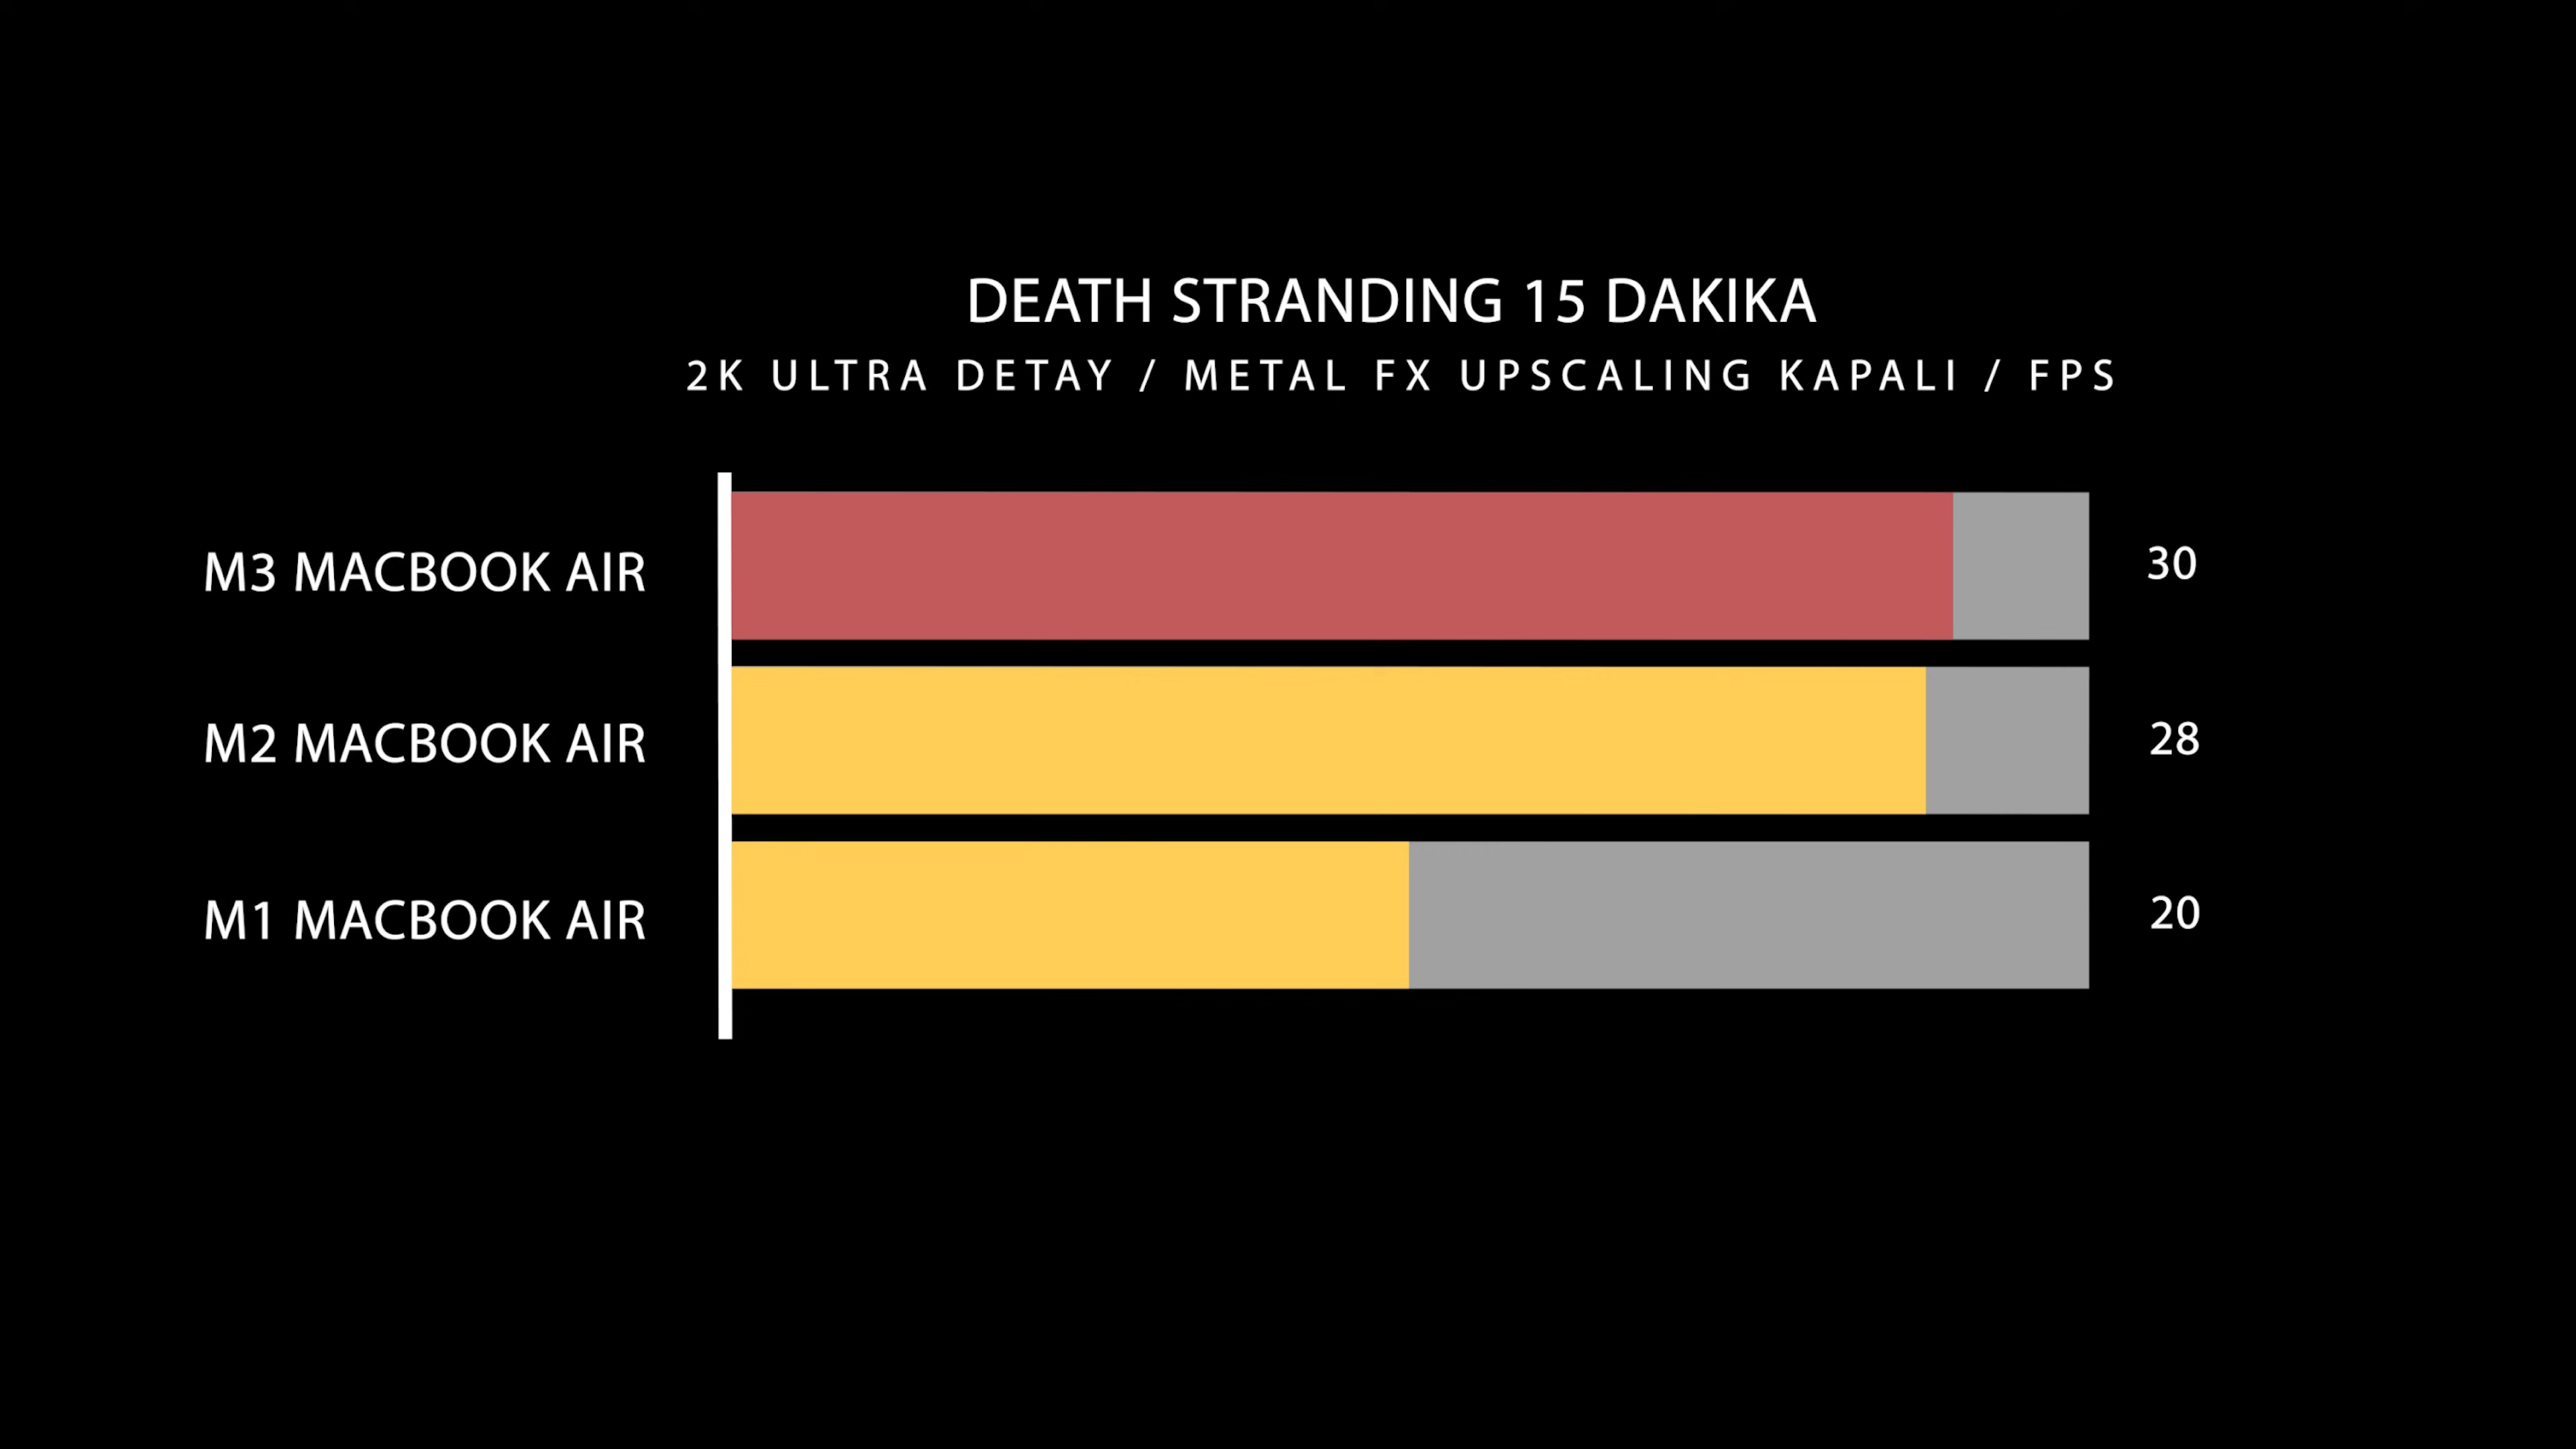 DEATH STRANDING 15 DAKIKA
2K ULTRA DETAY / METAL FX UPSCALING KAPALI / FPS
M3 MACBOOK AIR 30
M2 MACBOOK AIR 28
M1 MACBOOK AIR 20